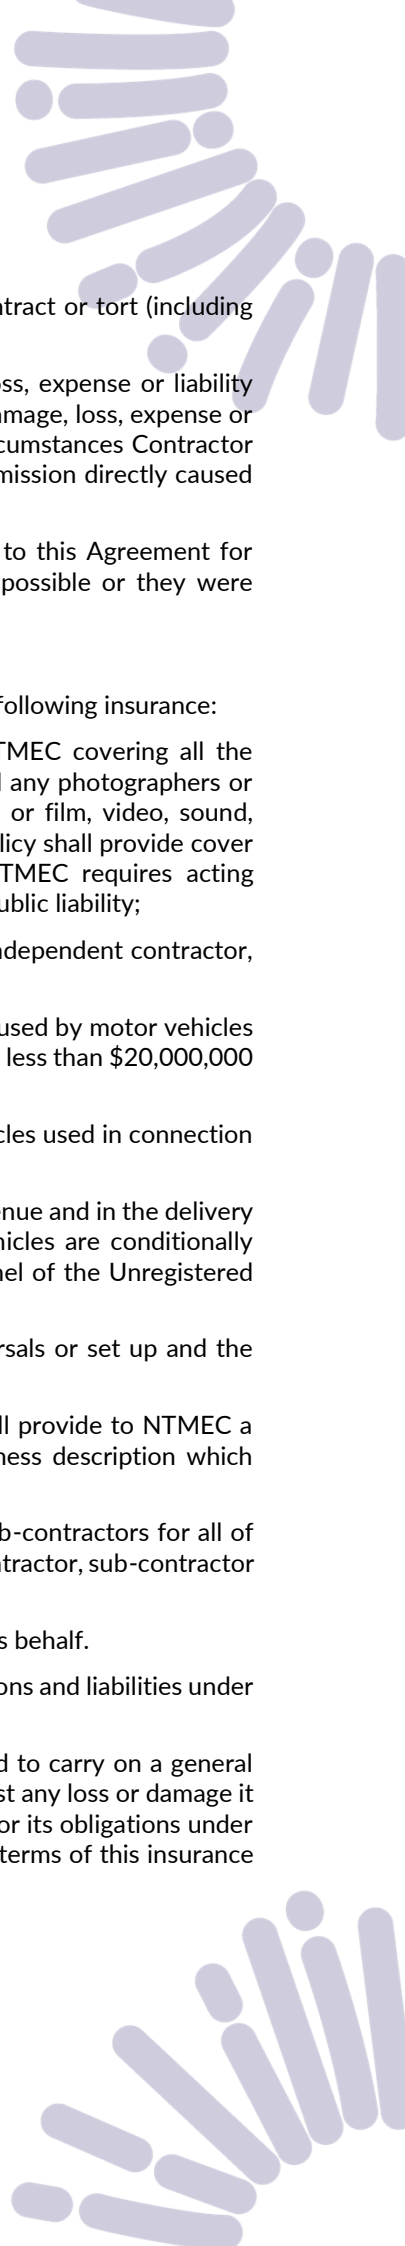 ntract or tort (including
ss, expense or liability
mage, loss, expense or
cumstances Contractor
mission directly caused
to this Agreement for
possible or they were
following insurance:
TMEC covering all the
any photographers or
or film, video, sound,
licy shall provide cover
TMEC requires acting
ublic liability;
ndependent contractor,
used by motor vehicles
less than $20,000,000
cles used in connection
enue and in the delivery
hicles are conditionally
nel of the Unregistered
rsals or set up and the
ll provide to NTMEC a
ness description which
b-contractors for all of
tractor, sub-contractor
s behalf.
ons and liabilities under
d to carry on a general
st any loss or damage it
or its obligations under
terms of this insurance